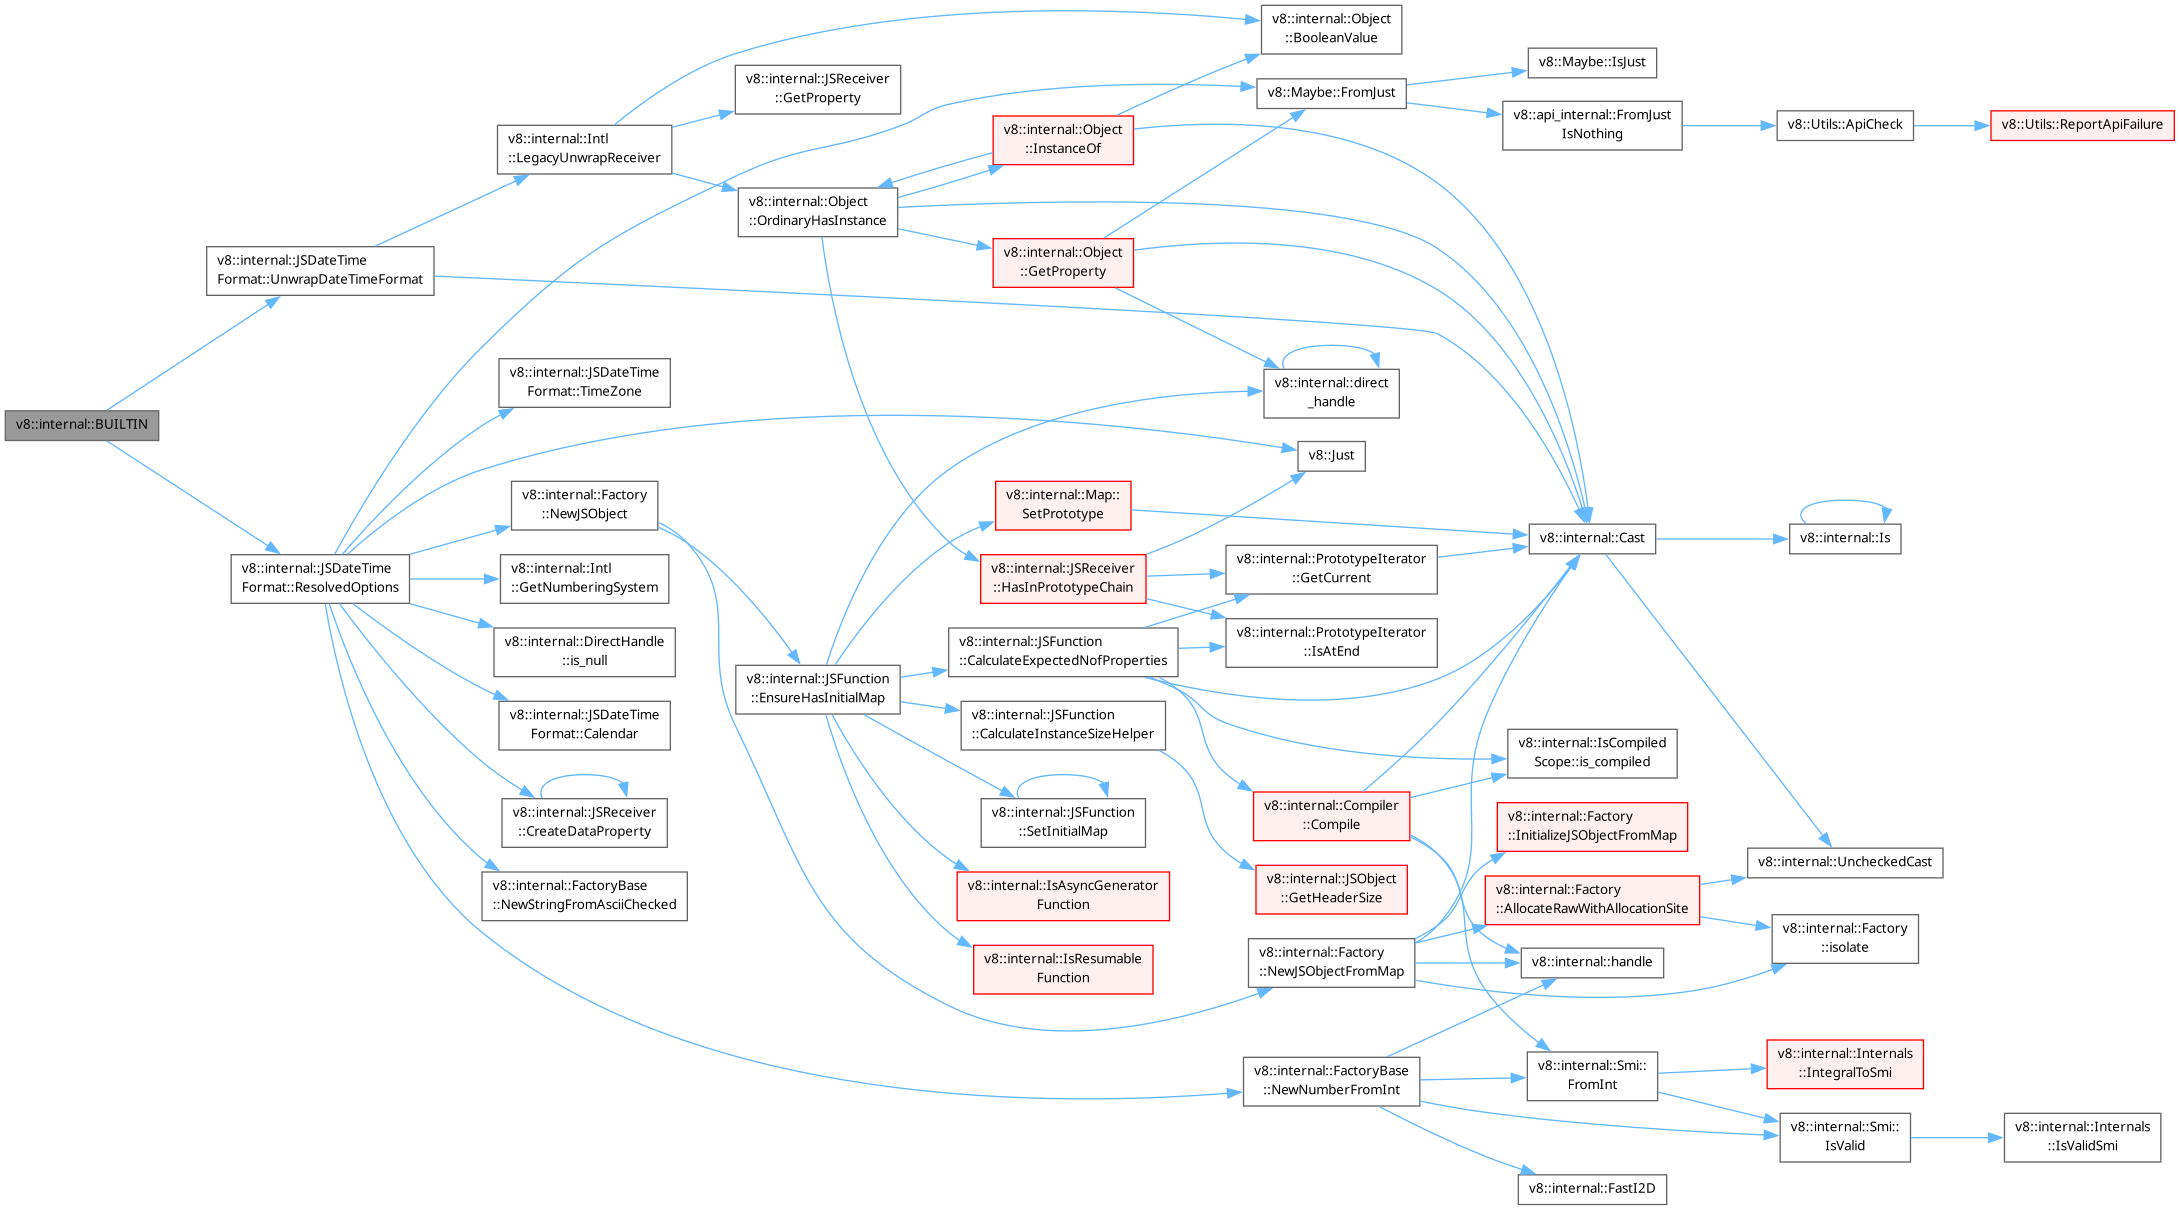 v8::internal::BUILTIN
v8::internal::JSDateTime
Format::UnwrapDateTimeFormat
v8::internal::JSDateTime
Format::ResolvedOptions
v8::internal::Intl
::LegacyUnwrapReceiver
v8::internal::JSDateTime
Format::TimeZone
v8::internal::Factory
::NewJSObject
v8::internal::Intl
::GetNumberingSystem
v8::internal::DirectHandle
::is_null
v8::internal::JSDateTime
Format::Calendar
v8::internal::JSReceiver
::CreateDataProperty
v8::internal::FactoryBase
::NewStringFromAsciiChecked
v8::internal::JSReceiver
::GetProperty
v8::internal::Object
::OrdinaryHasInstance
v8::internal::JSFunction
::EnsureHasInitialMap
v8::internal::Object
::InstanceOf
v8::internal::Object
::GetProperty
v8::internal::Map::
SetPrototype
v8::internal::JSReceiver
::HasInPrototypeChain
v8::internal::JSFunction
::CalculateExpectedNofProperties
v8::internal::JSFunction
::CalculateInstanceSizeHelper
v8::internal::JSFunction
::SetInitialMap
v8::internal::IsAsyncGenerator
Function
v8::internal::IsResumable
Function
v8::internal::Object
::BooleanValue
v8::Maybe::FromJust
v8::internal::direct
_handle
v8::Just
v8::internal::PrototypeIterator
::GetCurrent
v8::internal::PrototypeIterator
::IsAtEnd
v8::internal::Compiler
::Compile
v8::internal::JSObject
::GetHeaderSize
v8::internal::Factory
::NewJSObjectFromMap
v8::internal::FactoryBase
::NewNumberFromInt
v8::Maybe::IsJust
v8::api_internal::FromJust
IsNothing
v8::internal::Cast
v8::internal::IsCompiled
Scope::is_compiled
v8::internal::Factory
::InitializeJSObjectFromMap
v8::internal::Factory
::AllocateRawWithAllocationSite
v8::internal::handle
v8::internal::Smi::
FromInt
v8::internal::FastI2D
v8::Utils::ApiCheck
v8::internal::Is
v8::internal::UncheckedCast
v8::internal::Factory
::isolate
v8::internal::Internals
::IntegralToSmi
v8::internal::Smi::
IsValid
v8::Utils::ReportApiFailure
v8::internal::Internals
::IsValidSmi